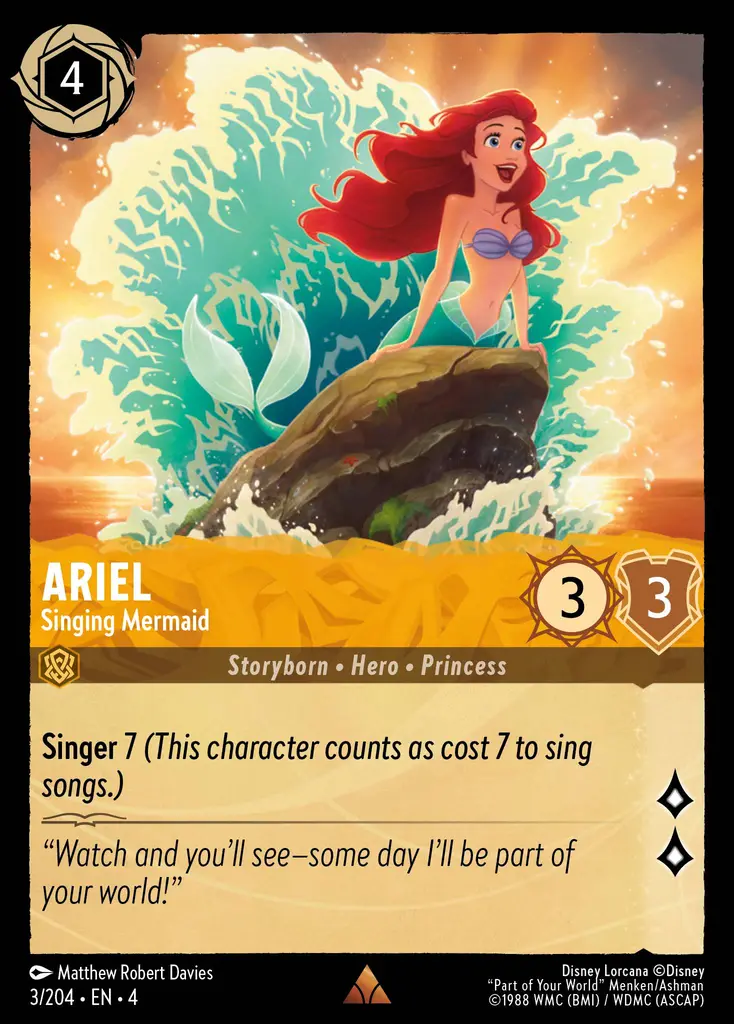 4
ARIEL
Singing Mermaid
3
3
Storyborn • Hero • Princess
Singer 7 (This character counts as cost 7 to sing
songs.)
“Watch and you’ll see–some day I’ll be part of
your world!”
Matthew Robert Davies
3/204 • EN • 4
Disney Lorcana ©Disney
“Part of Your World” Menken/Ashman
©1988 WMC (BMI) / WDMC (ASCAP)